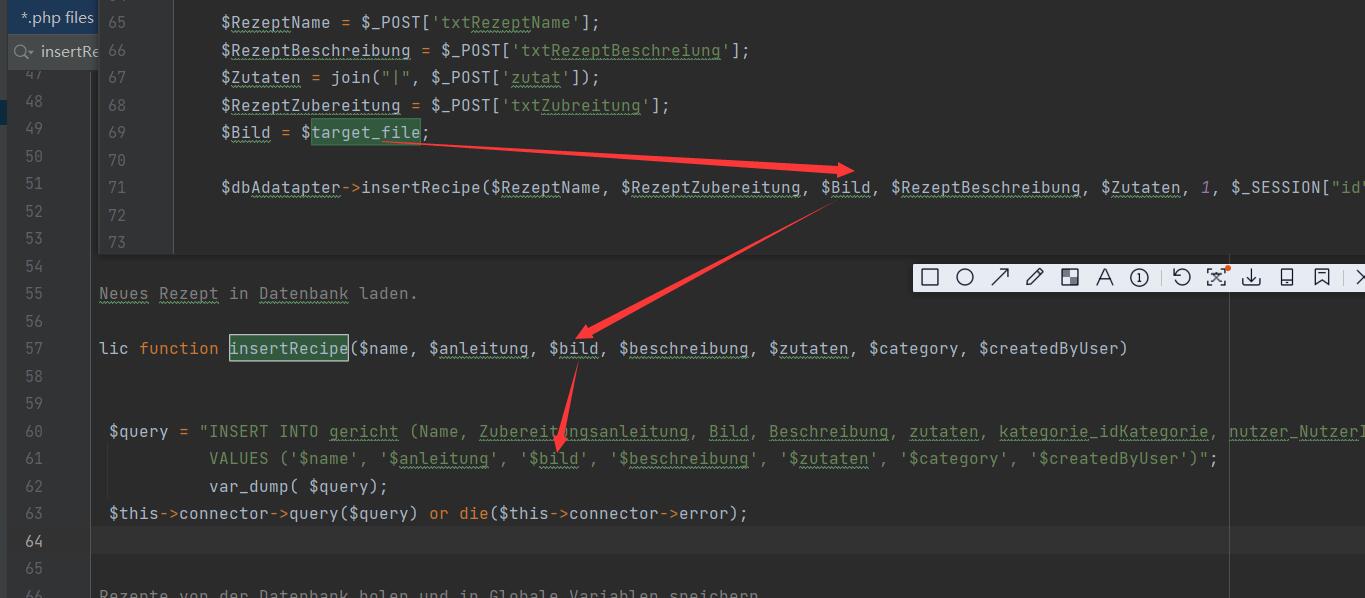 *.php files
insertRe
65 $RezeptName = $_POST['txtRezeptName'];
66 $RezeptBeschreibung = $_POST['txtRezeptBeschreiung'];
67 $Zutaten = join("|", $_POST['zutat']);
68 $RezeptZubereitung = $_POST['txtZubreitung'];
69 $Bild = $target_file;
70
71 $dbAdatapter->insertRecipe($RezeptName, $RezeptZubereitung, $Bild, $RezeptBeschreibung, $Zutaten, 1, $_SESSION["id"
72
73
47
48
49
50
51
52
53
54
55 Neues Rezept in Datenbank laden.
56
57 lic function insertRecipe($name, $anleitung, $bild, $beschreibung, $zutaten, $category, $createdByUser)
58
59
60 $query = "INSERT INTO gericht (Name, Zubereitungsanleitung, Bild, Beschreibung, zutaten, kategorie_idKategorie, nutzer_NutzerI
61 VALUES ('$name', '$anleitung', '$bild', '$beschreibung', '$zutaten', '$category', '$createdByUser')";
62 var_dump( $query);
63 $this->connector->query($query) or die($this->connector->error);
64
65
66 Rezepte von der Datenbank holen und in Globale Variablen speichern